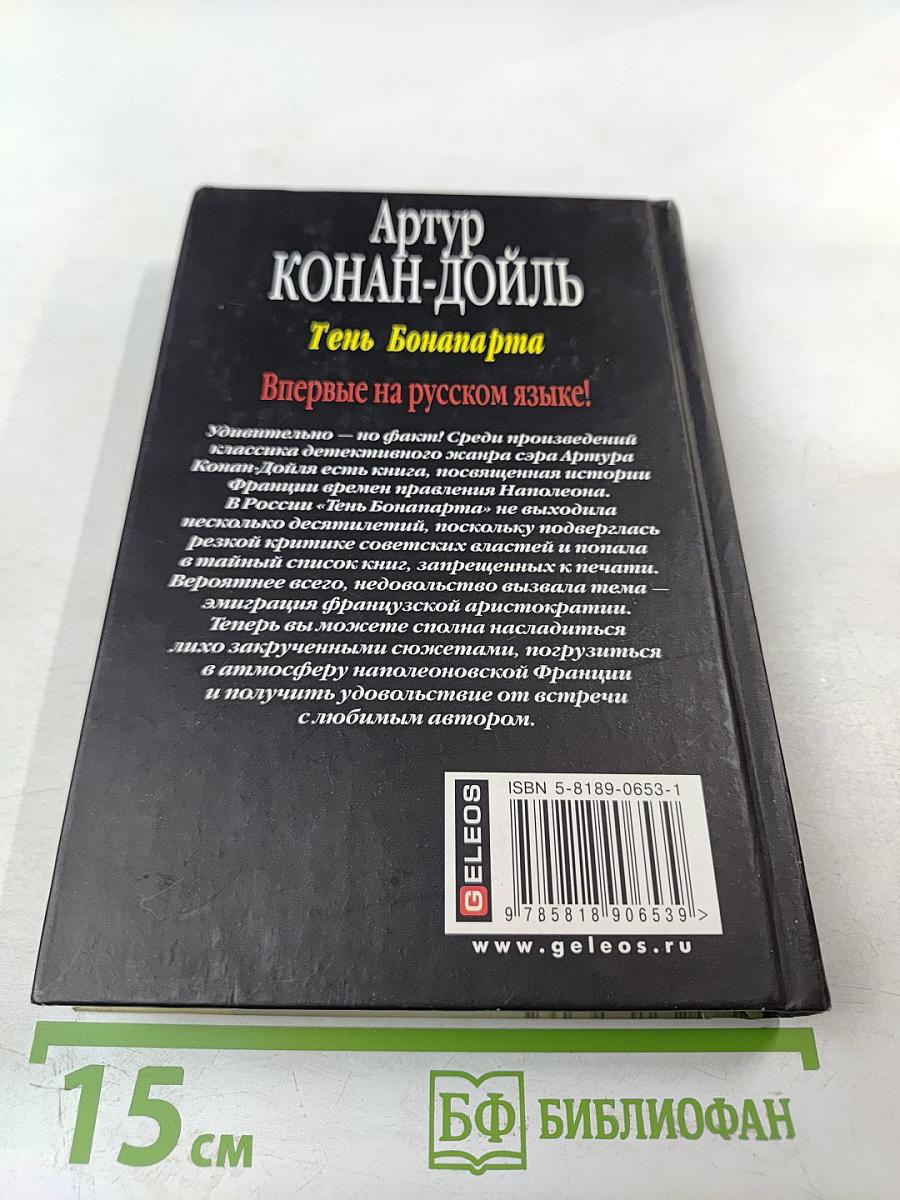 Артур
КОНАН-ДОЙЛЬ
Тень Бонапарта
Впервые на русском языке!
Удивительно — но факт! Среди произведений
классика детективного жанра сэра Артура
Конан-Дойля есть книга, посвященная истории
Франции времен правления Наполеона.
В России «Тень Бонапарта» не выходила
несколько десятилетий, поскольку подверглась
резкой критике советских властей и попала
в тайный список книг, запрещенных к печати.
Вероятнее всего, недовольство вызвала тема —
эмиграция французской аристократии.
Теперь вы можете сполна насладиться
лихо закрученными сюжетами, погрузиться
в атмосферу наполеоновской Франции
и получить удовольствие от встречи
с любимым автором.
GELEOS
ISBN 5-8189-0653-1
9 785818 906539 >
www.geleos.ru
15 см
БФ БИБЛИОФАН